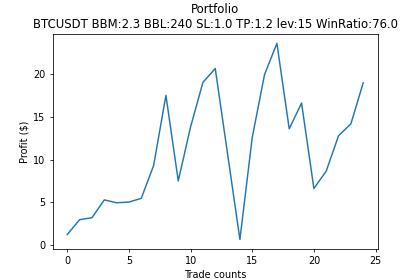 Portfolio
BTCUSDT BBM:2.3 BBL:240 SL:1.0 TP:1.2 lev:15 WinRatio:76.0
Profit ($)
20
15
10
5
0
0 5 10 15 20 25
Trade counts